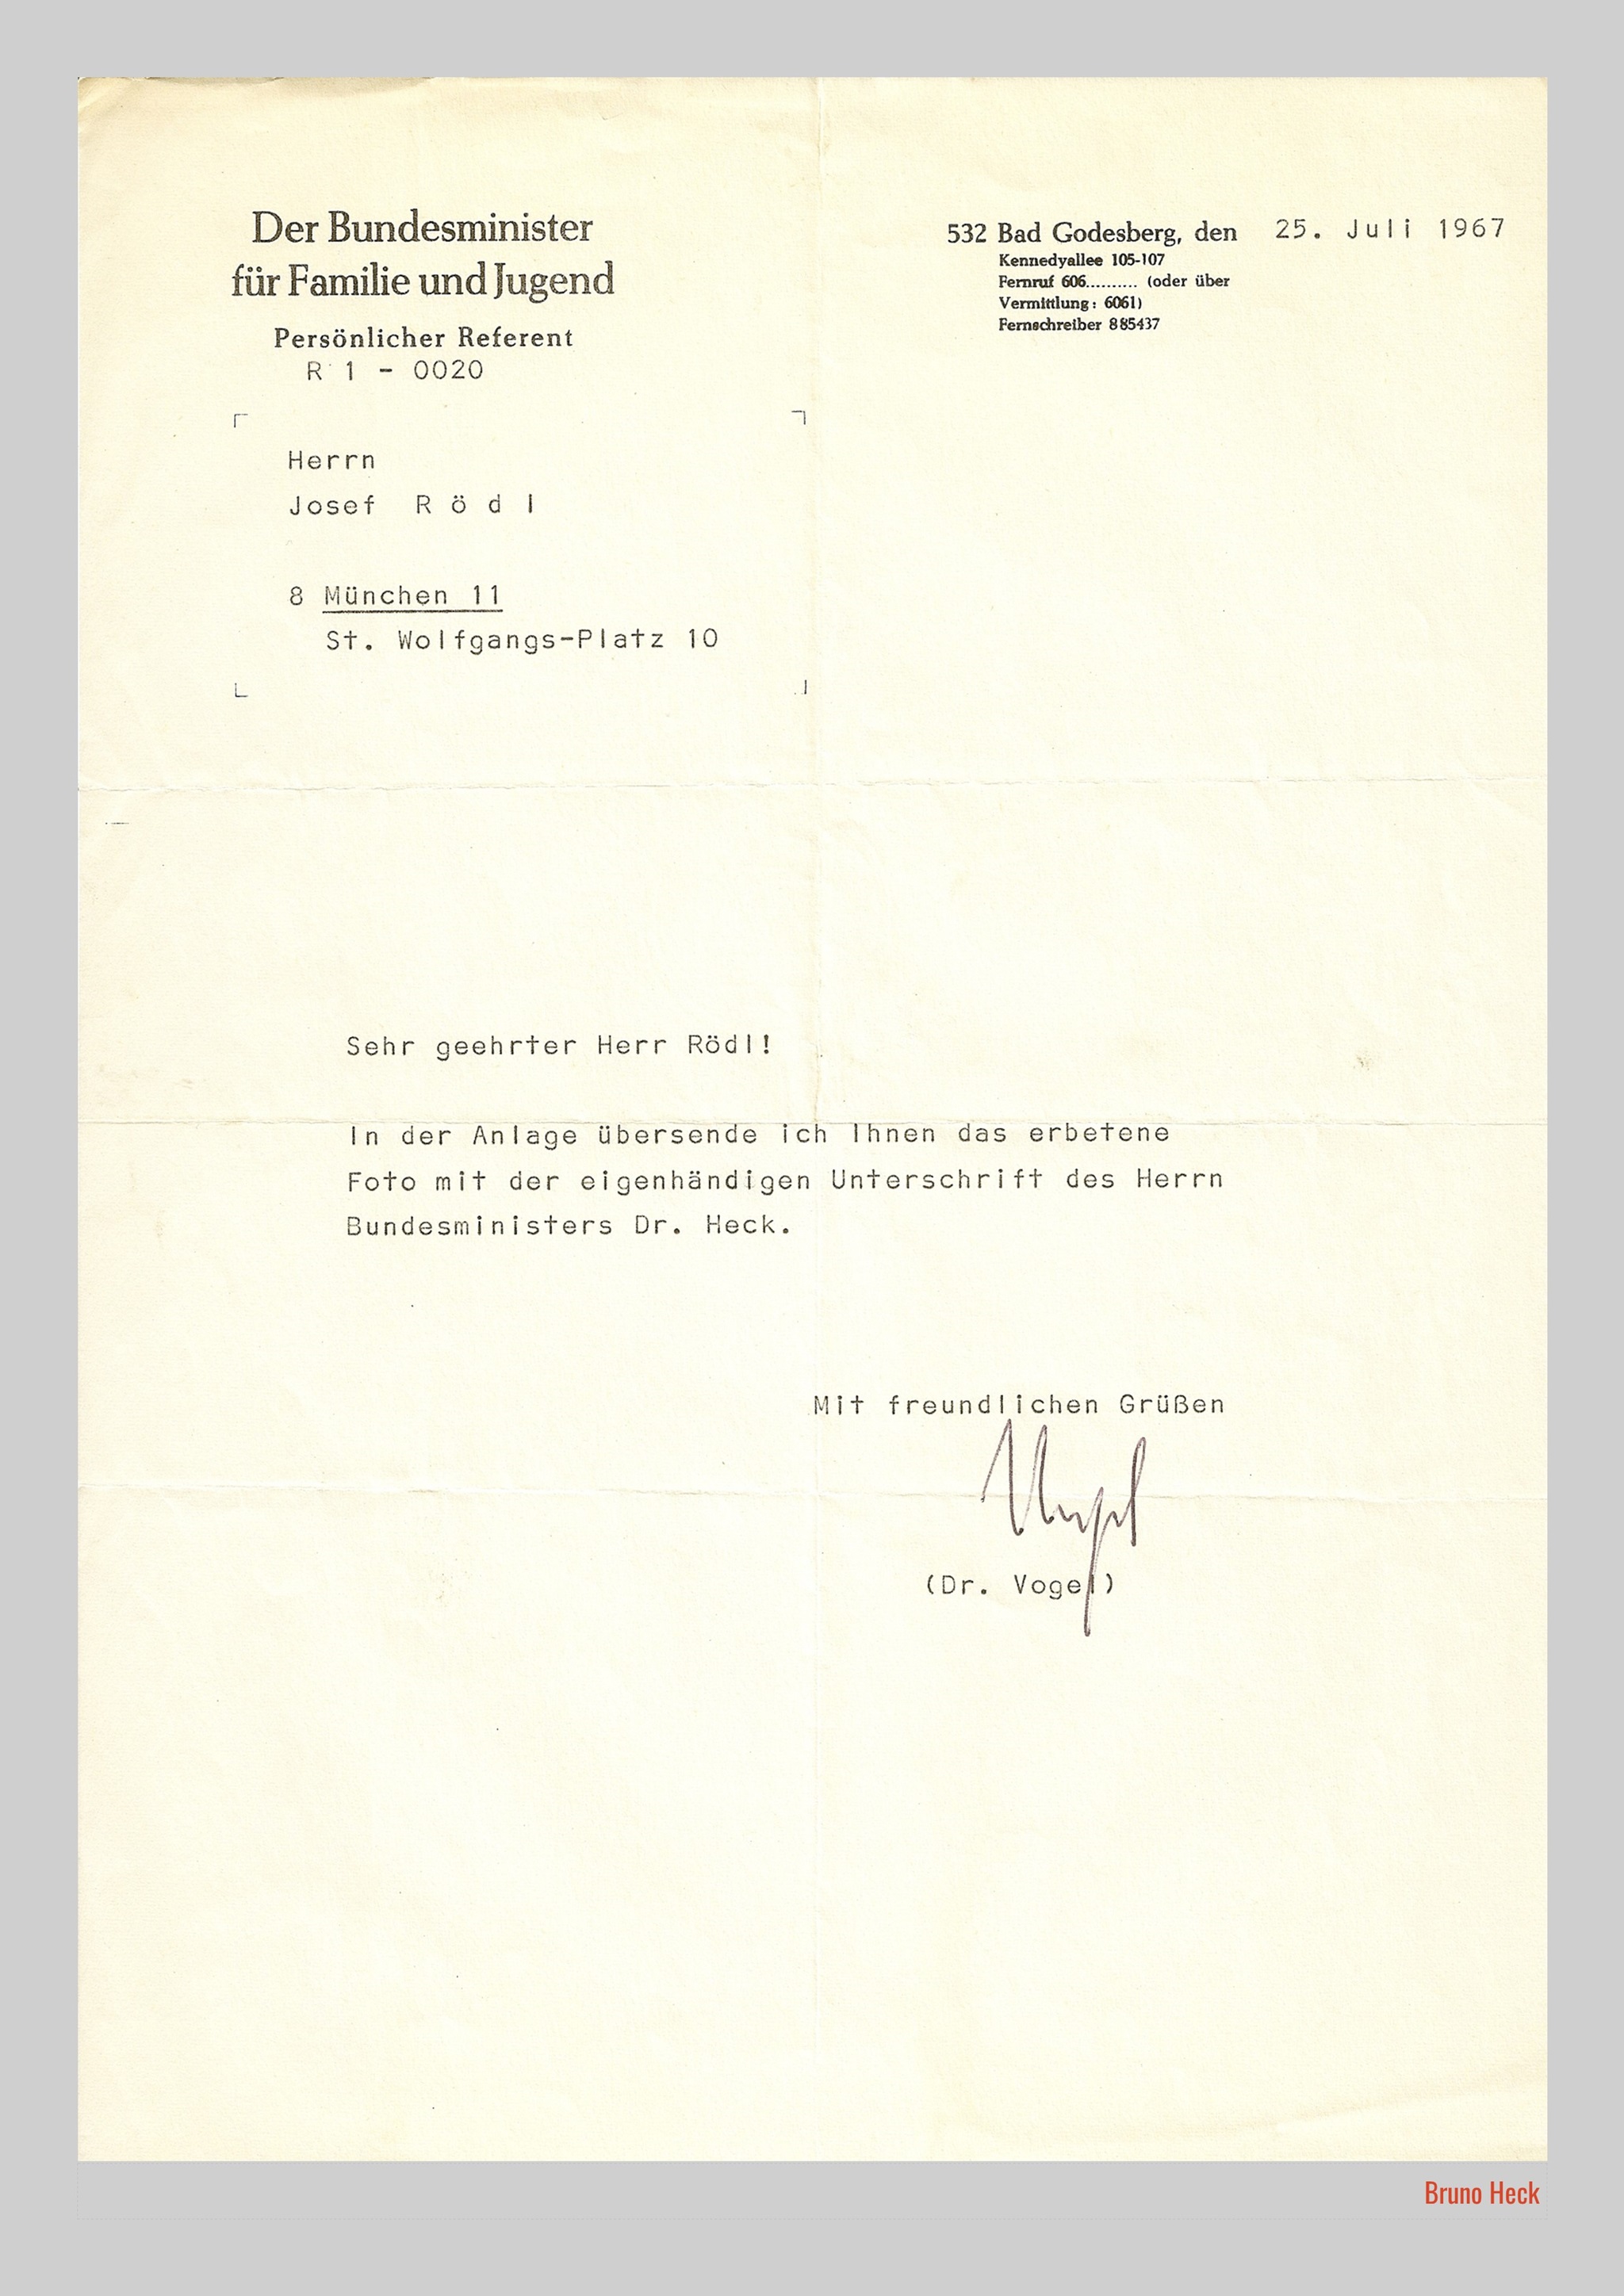 Der Bundesminister
für Familie und Jugend
Persönlicher Referent
R 1 - 0020
532 Bad Godesberg, den 25. Juli 1967
Kennedyallee 105-107
Fernruf 606.......... (oder über
Vermittlung: 6061)
Fernschreiber 885437
Herrn
Josef R ö d l
8 München 11
St. Wolfgangs-Platz 10
Sehr geehrter Herr Rödl!
In der Anlage übersende ich Ihnen das erbetene
Foto mit der eigenhändigen Unterschrift des Herrn
Bundesministers Dr. Heck.
Mit freundlichen Grüßen
Vogel
(Dr. Vogel)
Bruno Heck